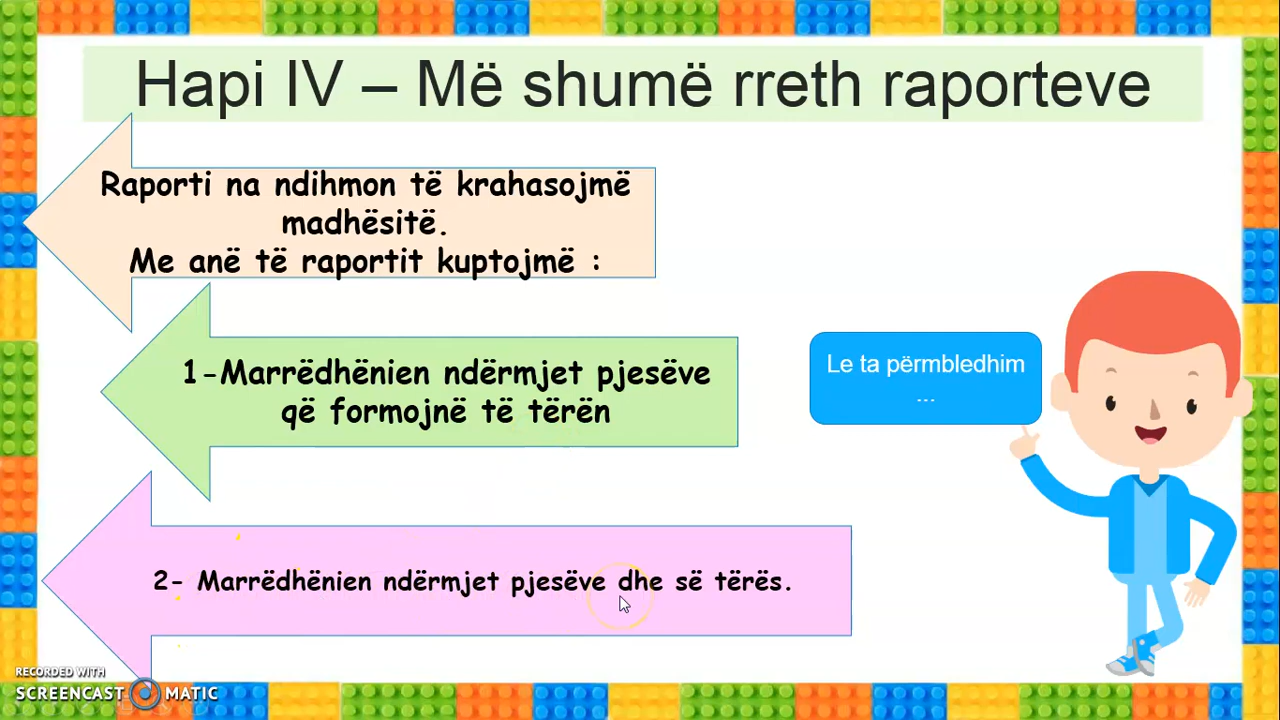 Hapi IV – Më shumë rreth raporteve
Raporti na ndihmon të krahasojmë
madhësitë.
Me anë të raportit kuptojmë :
1-Marrëdhënien ndërmjet pjesëve
që formojnë të tërën
Le ta përmbledhim
...
2- Marrëdhënien ndërmjet pjesëve dhe së tërës.
RECORDED WITH
SCREENCAST MATIC